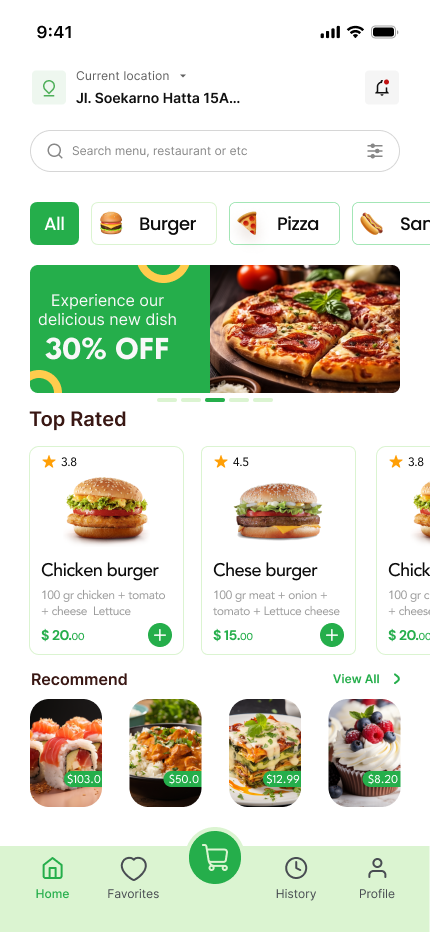 9:41
Current location
Jl. Soekarno Hatta 15A...
Search menu, restaurant or etc
All
Burger
Pizza
San
Experience our
delicious new dish
30% OFF
Top Rated
3.8
Chicken burger
100 gr chicken + tomato
+ cheese Lettuce
$ 20.00
4.5
Chese burger
100 gr meat + onion +
tomato + Lettuce cheese
$ 15.00
3.8
Chick
100 gr c
+ cheese
$ 20.00
Recommend
View All
$103.0
$50.0
$12.99
$8.20
Home
Favorites
History
Profile